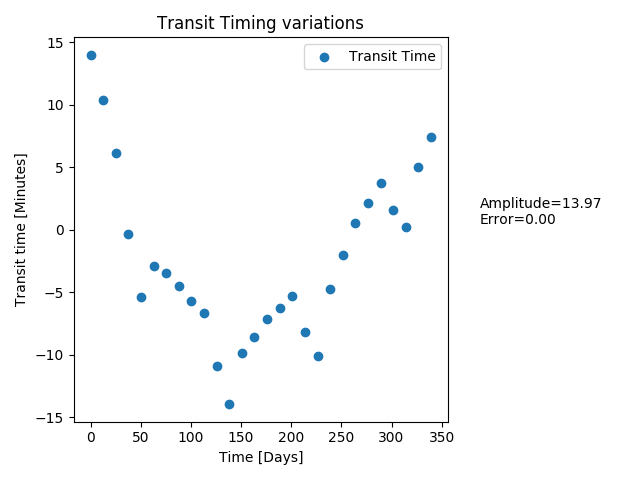 Transit Timing variations
Transit Time
15
10
5
0
−5
−10
−15
Transit time [Minutes]
0 50 100 150 200 250 300 350
Time [Days]
Amplitude=13.97
Error=0.00